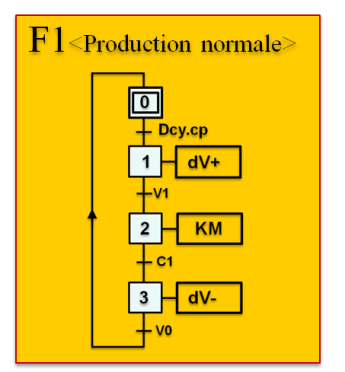 F1<Production normale>
0
Dcy.cp
1 dV+
V1
2 KM
C1
3 dV-
V0